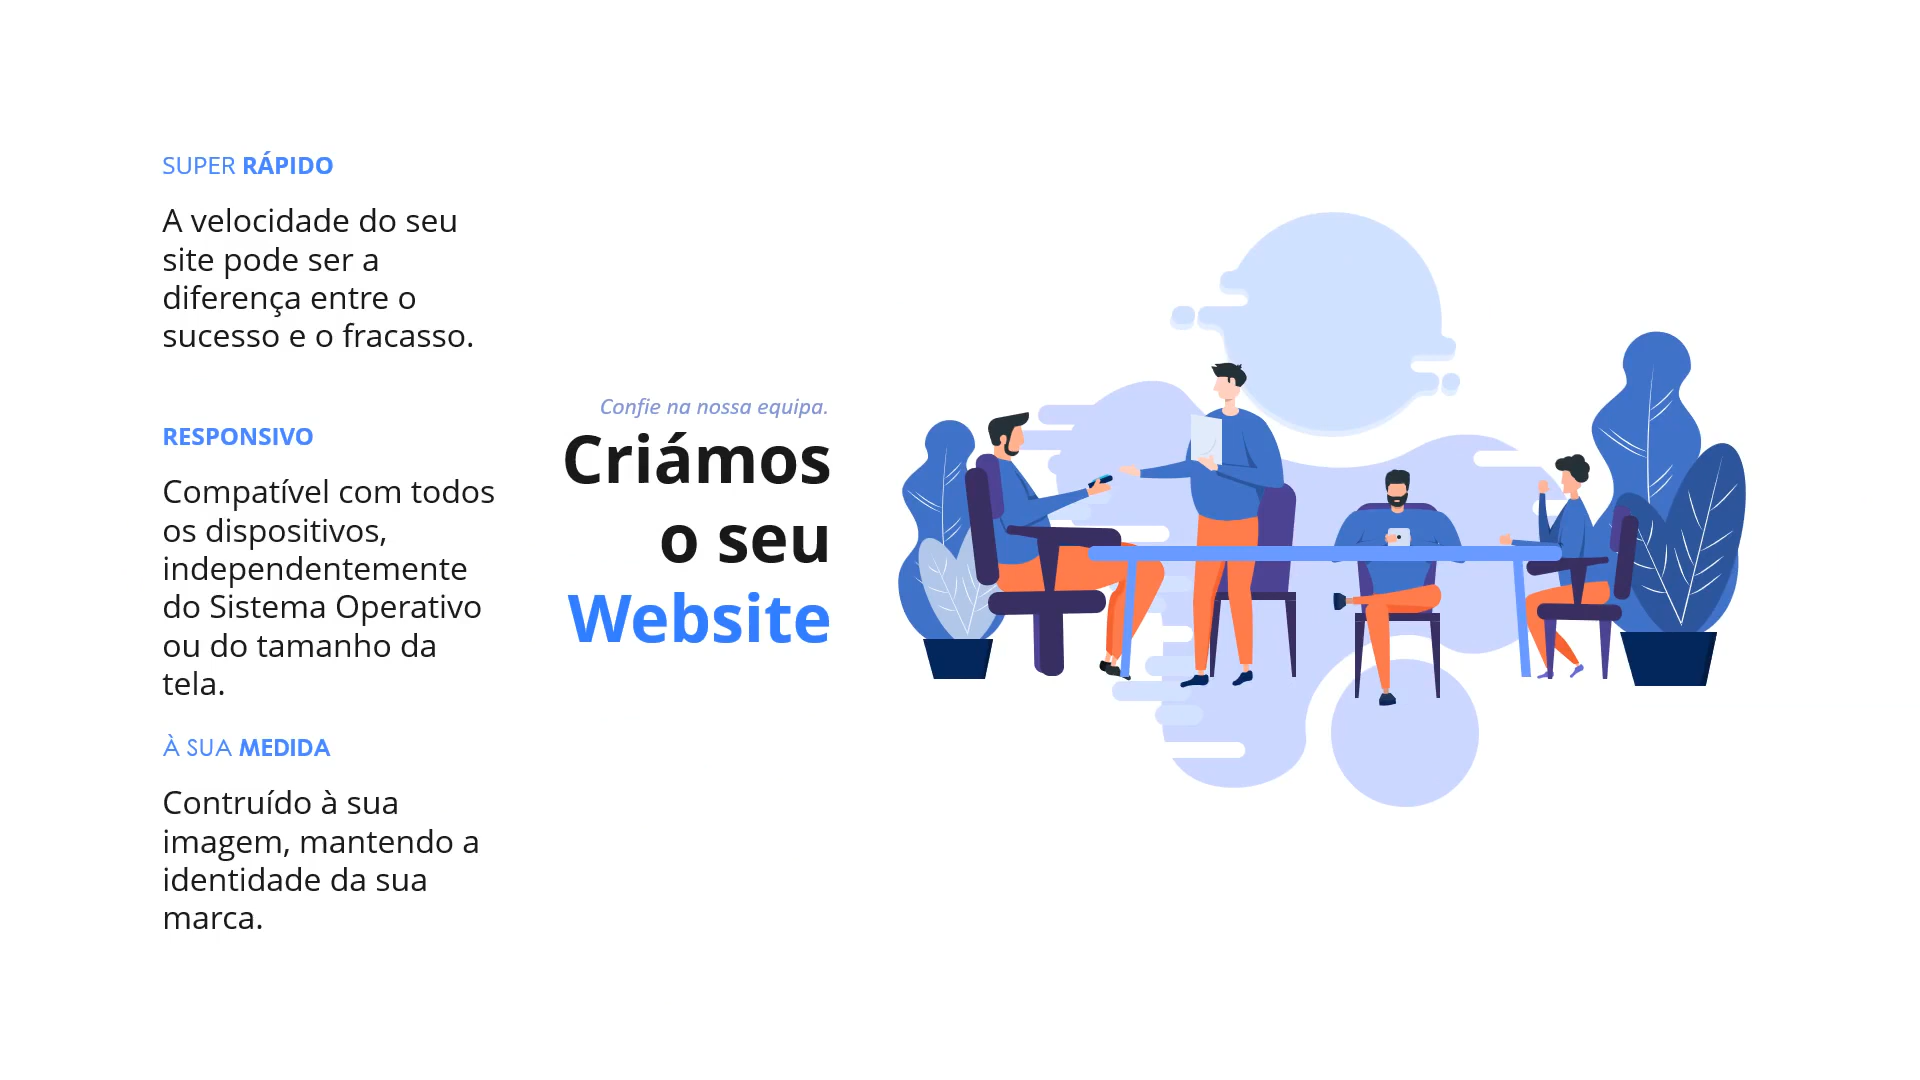 SUPER RÁPIDO
A velocidade do seu
site pode ser a
diferença entre o
sucesso e o fracasso.
RESPONSIVO
Compatível com todos
os dispositivos,
independentemente
do Sistema Operativo
ou do tamanho da
tela.
À SUA MEDIDA
Contruído à sua
imagem, mantendo a
identidade da sua
marca.
Confie na nossa equipa.
Criámos
o seu
Website